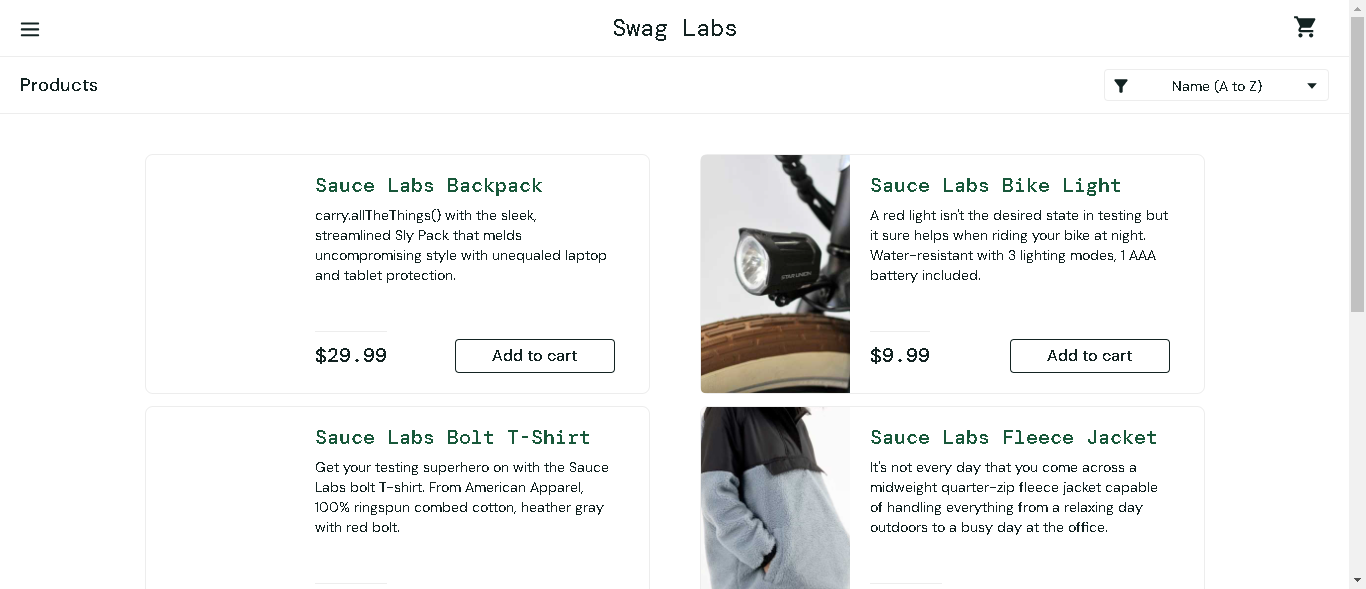 Swag Labs
Products
Name (A to Z)
Sauce Labs Backpack
carry.allTheThings() with the sleek,
streamlined Sly Pack that melds
uncompromising style with unequaled laptop
and tablet protection.
$29.99
Add to cart
Sauce Labs Bike Light
A red light isn't the desired state in testing but
it sure helps when riding your bike at night.
Water-resistant with 3 lighting modes, 1 AAA
battery included.
STAR UNION
$9.99
Add to cart
Sauce Labs Bolt T-Shirt
Get your testing superhero on with the Sauce
Labs bolt T-shirt. From American Apparel,
100% ringspun combed cotton, heather gray
with red bolt.
Sauce Labs Fleece Jacket
It's not every day that you come across a
midweight quarter-zip fleece jacket capable
of handling everything from a relaxing day
outdoors to a busy day at the office.